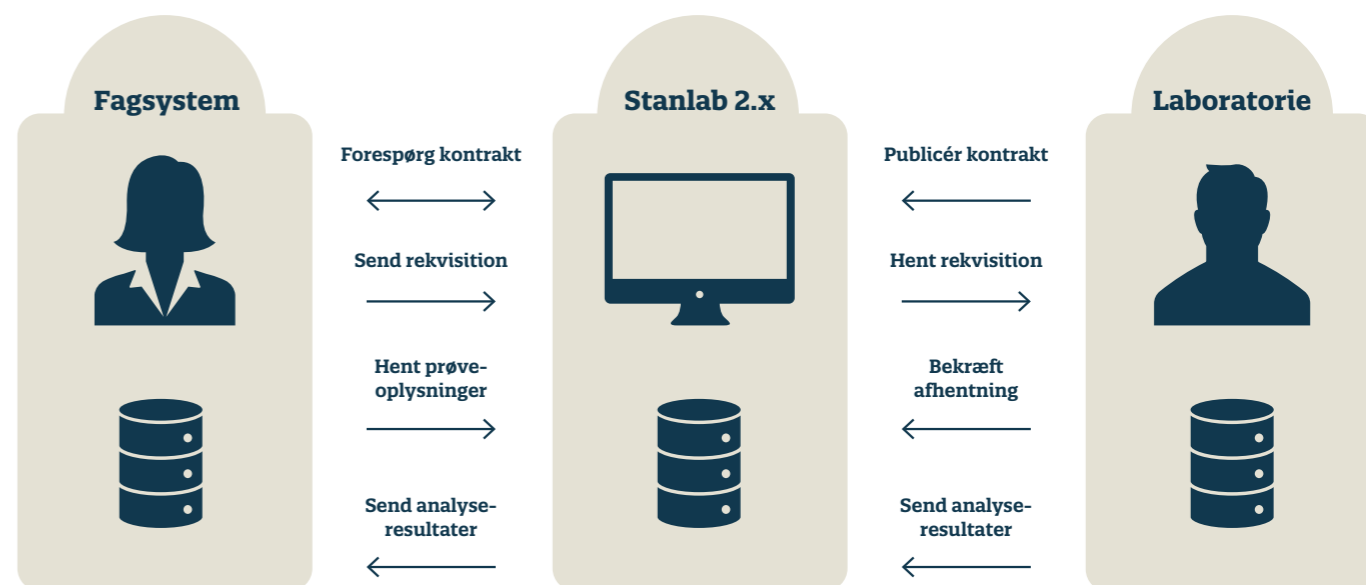 Fagsystem
Stanlab 2.x
Laboratorie
Forespørg kontrakt
Publicér kontrakt
Send rekvisition
Hent rekvisition
Hent prøve-
oplysninger
Bekræft
afhentning
Send analyse-
resultater
Send analyse-
resultater